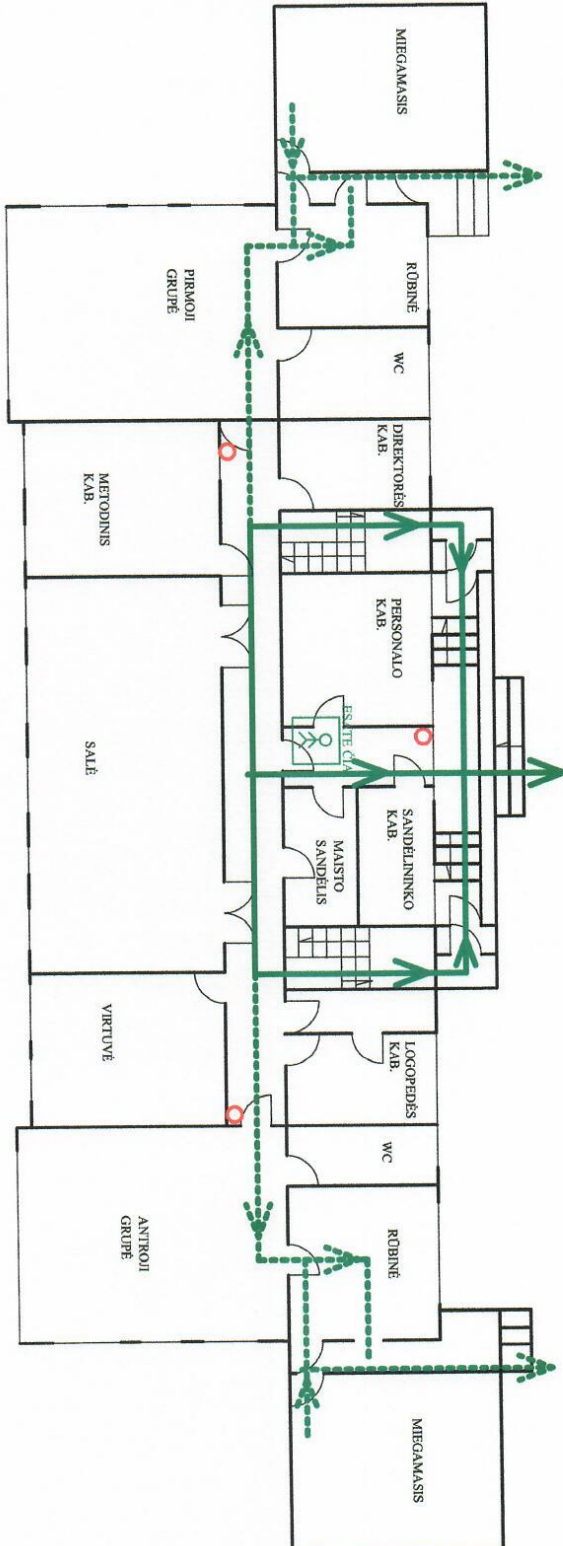 MIEGAMASIS
RŪBINĖ
WC
DIREKTORĖS
KAB.
PERSONALO
KAB.
ESATE ČIA
SANDĖLININKO
KAB.
MAISTO
SANDĖLIS
LOGOPEDĖS
KAB.
WC
RŪBINĖ
MIEGAMASIS
PIRMOJI
GRUPĖ
METODINIS
KAB.
SALĖ
VIRTUVĖ
ANTROJI
GRUPĖ